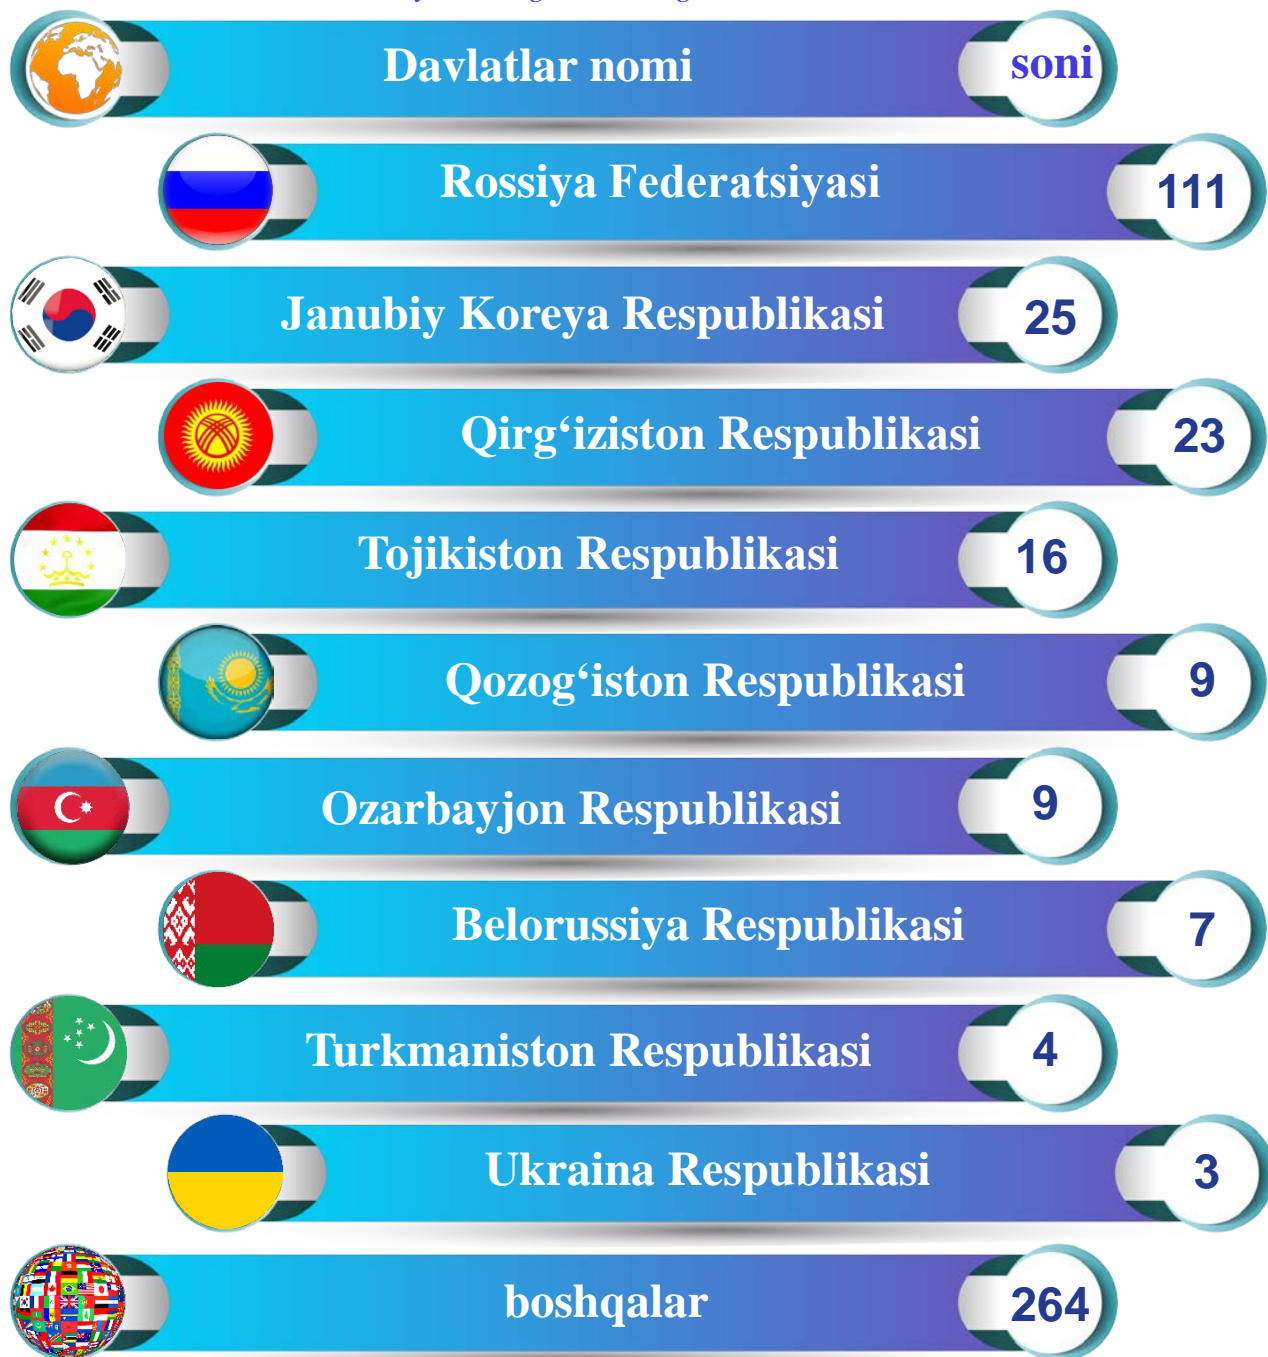 Davlatlar nomi soni
Rossiya Federatsiyasi 111
Janubiy Koreya Respublikasi 25
Qirg‘iziston Respublikasi 23
Tojikiston Respublikasi 16
Qozog‘iston Respublikasi 9
Ozarbayjon Respublikasi 9
Belorussiya Respublikasi 7
Turkmaniston Respublikasi 4
Ukraina Respublikasi 3
boshqalar 264